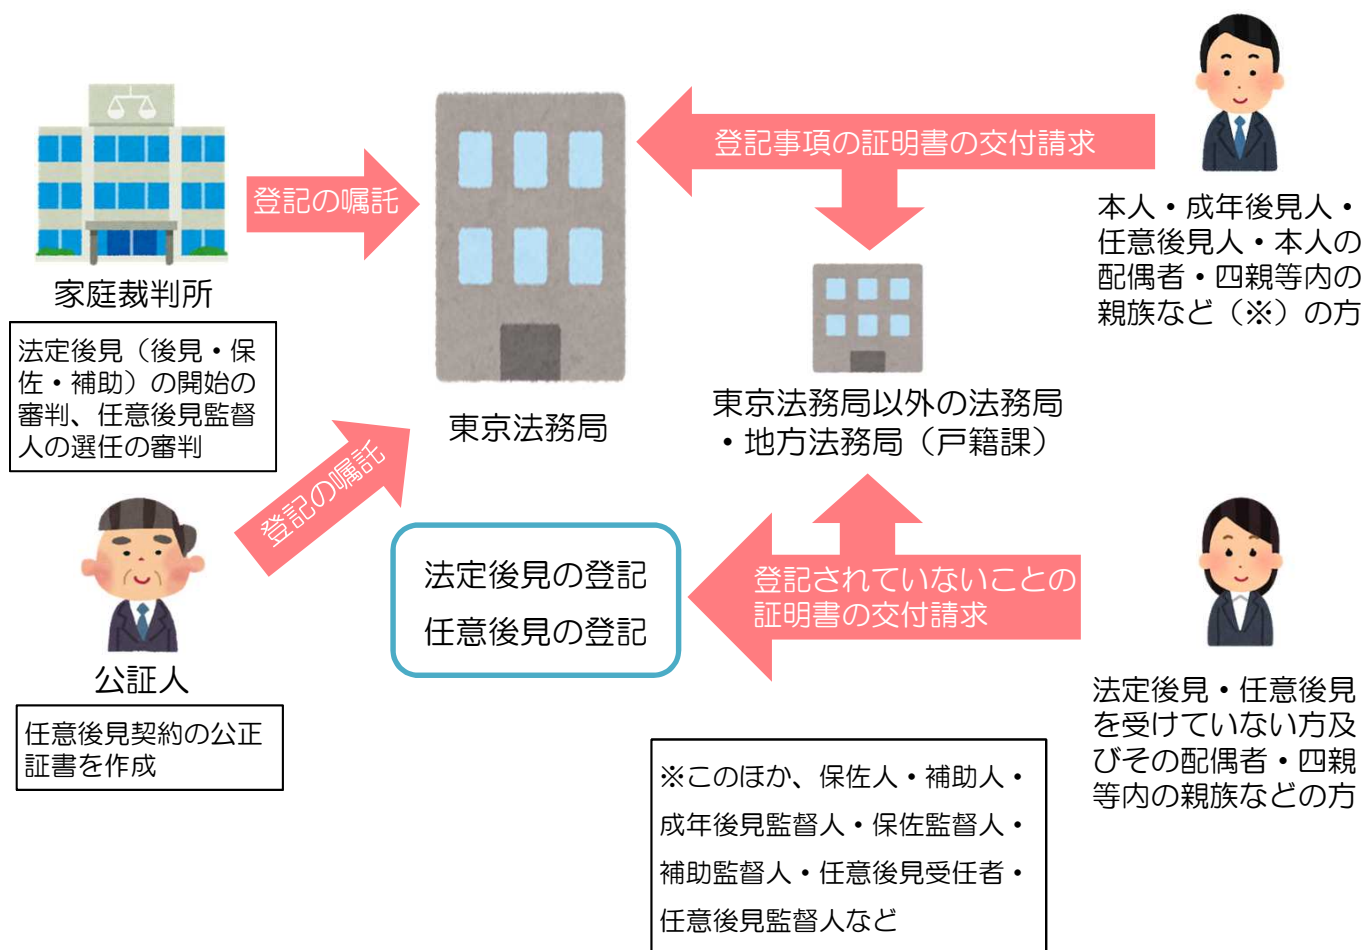 家庭裁判所
法定後見（後見・保
佐・補助）の開始の
審判、任意後見監督
人の選任の審判
登記の嘱託
公証人
任意後見契約の公正
証書を作成
登記の嘱託
東京法務局
法定後見の登記
任意後見の登記
登記事項の証明書の交付請求
本人・成年後見人・
任意後見人・本人の
配偶者・四親等内の
親族など（※）の方
東京法務局以外の法務局
・地方法務局（戸籍課）
登記されていないことの
証明書の交付請求
法定後見・任意後見
を受けていない方及
びその配偶者・四親
等内の親族などの方
※このほか、保佐人・補助人・
成年後見監督人・保佐監督人・
補助監督人・任意後見受任者・
任意後見監督人など